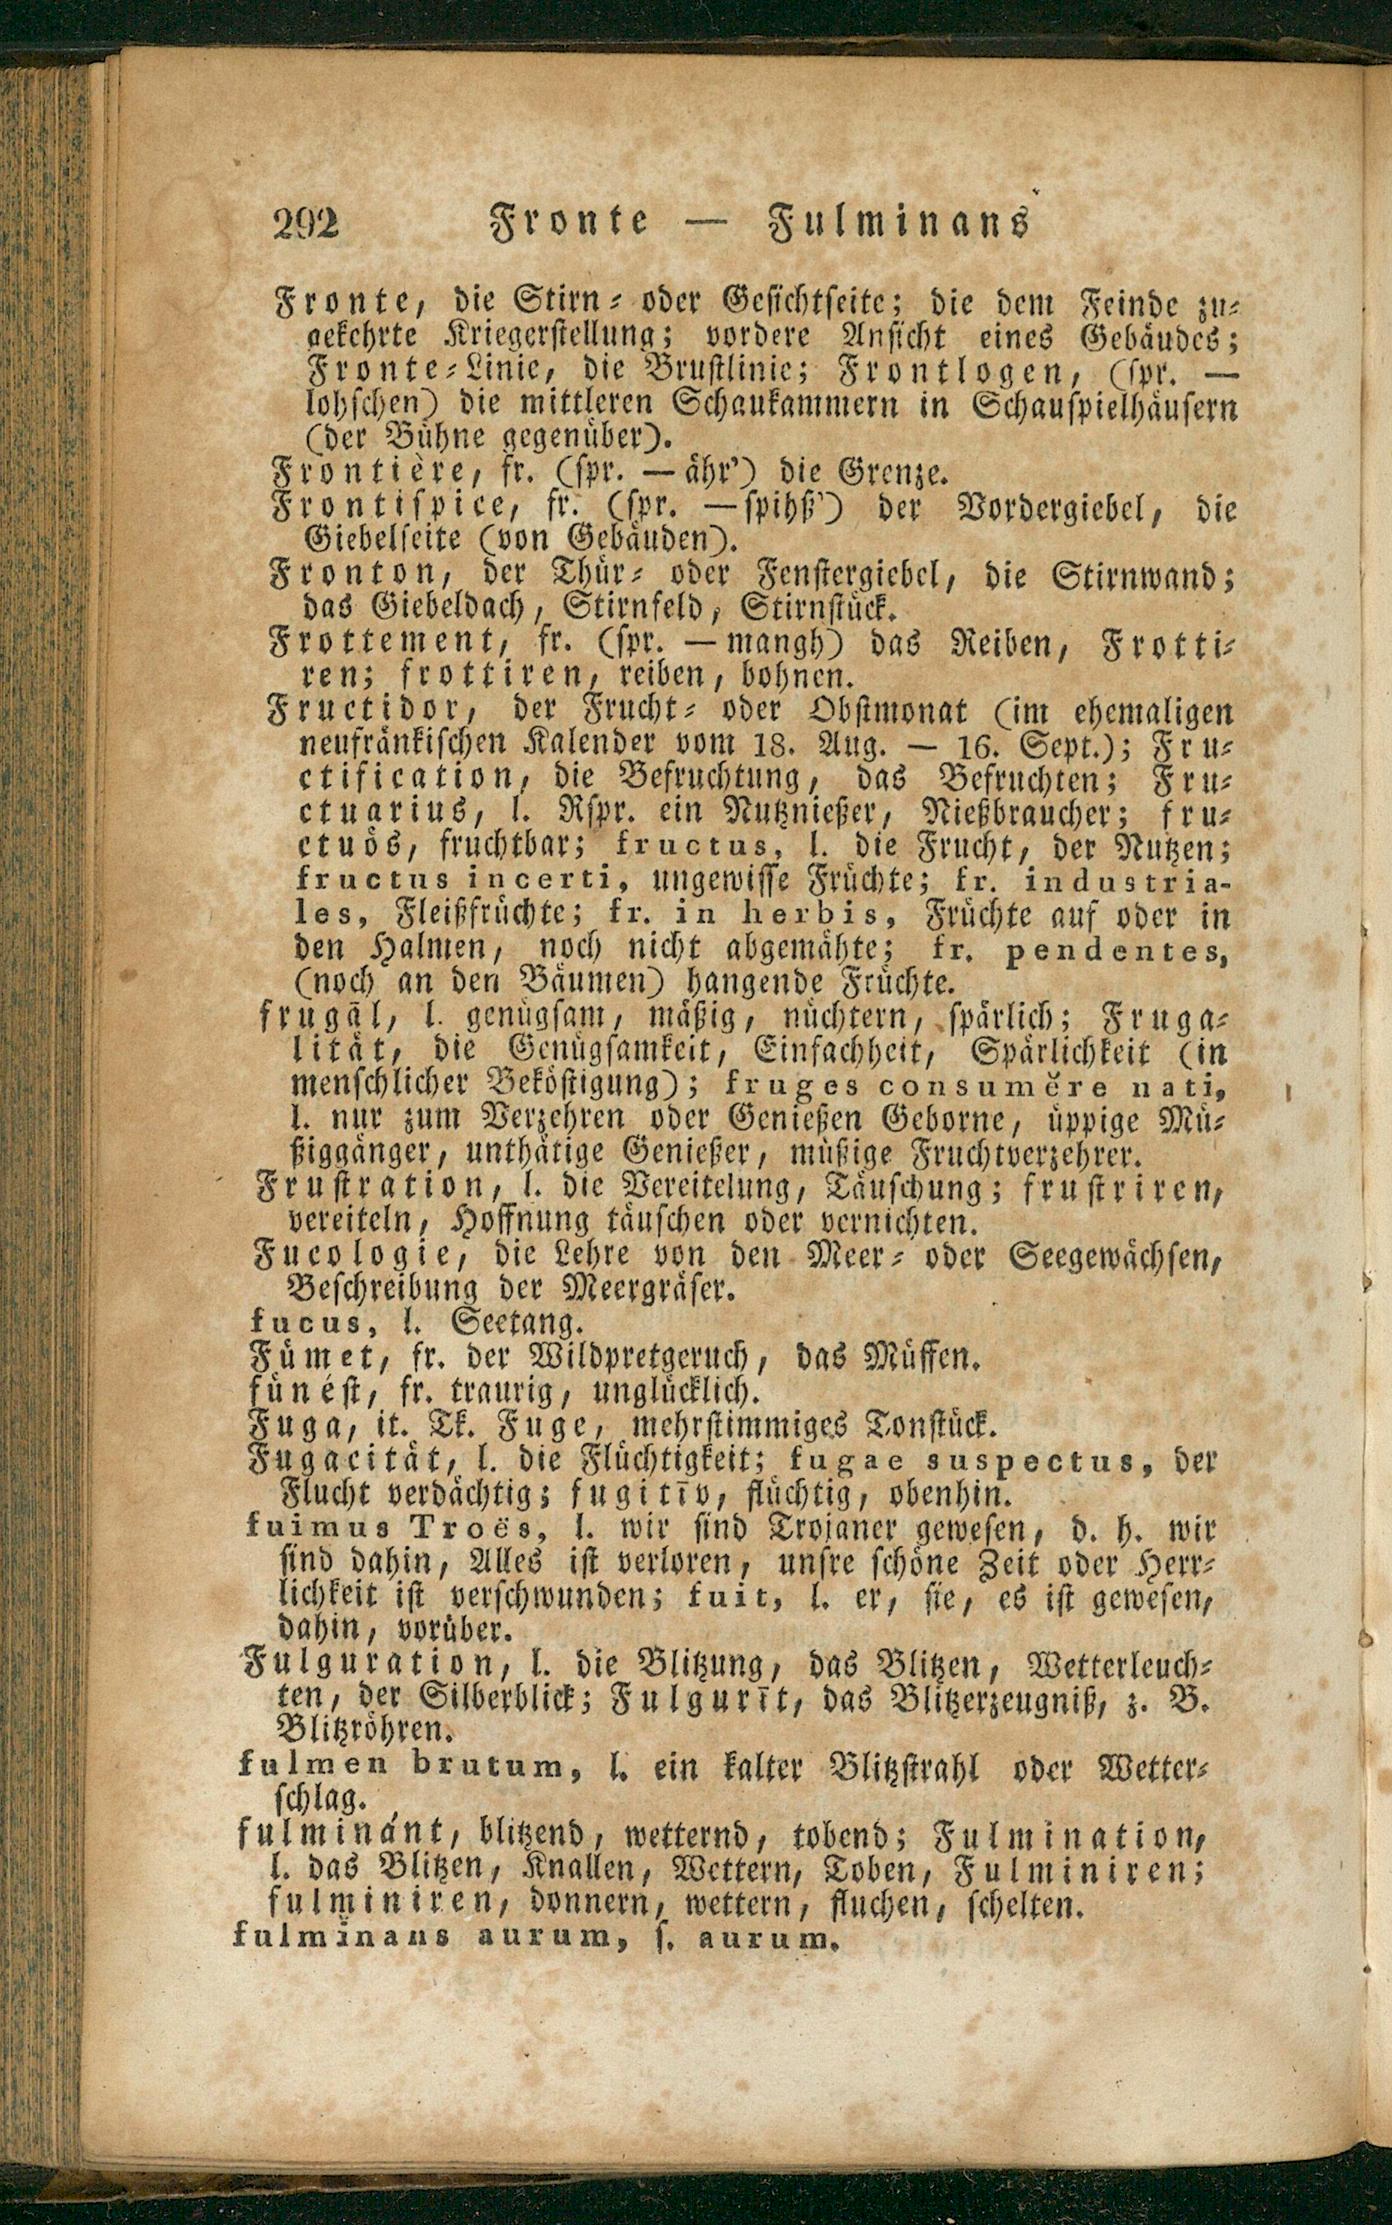 292 Fronte — Fulminans
Fronte, die Stirn- oder Gesichtseite; die dem Feinde zu-
gekehrte Kriegerstellung; vordere Ansicht eines Gebäudes;
Fronte-Linie, die Brustlinie; Frontlogen, (spr. —
lohschen) die mittleren Schaukammern in Schauspielhäusern
(der Bühne gegenüber).
Frontière, fr. (spr. — ähr’) die Grenze.
Frontispice, fr. (spr. — spihß’) der Vordergiebel, die
Giebelseite (von Gebäuden).
Fronton, der Thür- oder Fenstergiebel, die Stirnwand;
das Giebeldach, Stirnfeld, Stirnstück.
Frottement, fr. (spr. — mangh) das Reiben, Frotti-
ren; frottiren, reiben, bohnen.
Fructidor, der Frucht- oder Obstmonat (im ehemaligen
neufränkischen Kalender vom 18. Aug. — 16. Sept.); Fru-
ctification, die Befruchtung, das Befruchten; Fru-
ctuarius, l. Rspr. ein Nutznießer, Nießbraucher; fru-
ctuös, fruchtbar; fructus, l. die Frucht, der Nutzen;
fructus incerti, ungewisse Früchte; fr. industria-
les, Fleißfrüchte; fr. in herbis, Früchte auf oder in
den Halmen, noch nicht abgemähte; fr. pendentes,
(noch an den Bäumen) hangende Früchte.
frugāl, l. genügsam, mäßig, nüchtern, spärlich; Fruga-
lität, die Genügsamkeit, Einfachheit, Spärlichkeit (in
menschlicher Beköstigung); fruges consumĕre nati,
l. nur zum Verzehren oder Genießen Geborne, üppige Mü-
ßiggänger, unthätige Genießer, müßige Fruchtverzehrer.
Frustration, l. die Vereitelung, Täuschung; frustriren,
vereiteln, Hoffnung täuschen oder vernichten.
Fucologie, die Lehre von den Meer- oder Seegewächsen,
Beschreibung der Meergräser.
fucus, l. Seetang.
Fümet, fr. der Wildpretgeruch, das Müffen.
fünést, fr. traurig, unglücklich.
Fuga, it. Tk. Fuge, mehrstimmiges Tonstück.
Fugacität, l. die Flüchtigkeit; fugae suspectus, der
Flucht verdächtig; fugitīv, flüchtig, obenhin.
fuimus Troës, l. wir sind Trojaner gewesen, d. h. wir
sind dahin, Alles ist verloren, unsre schöne Zeit oder Herr-
lichkeit ist verschwunden; fuit, l. er, sie, es ist gewesen,
dahin, vorüber.
Fulguration, l. die Blitzung, das Blitzen, Wetterleuch-
ten, der Silberblick; Fulgurīt, das Blitzerzeugniß, z. B.
Blitzröhren.
fulmen brutum, l. ein kalter Blitzstrahl oder Wetter-
schlag.
fulminánt, blitzend, wetternd, tobend; Fulmination,
l. das Blitzen, Knallen, Wettern, Toben, Fulminiren;
fulminiren, donnern, wettern, fluchen, schelten.
fulmĭnans aurum, s. aurum.